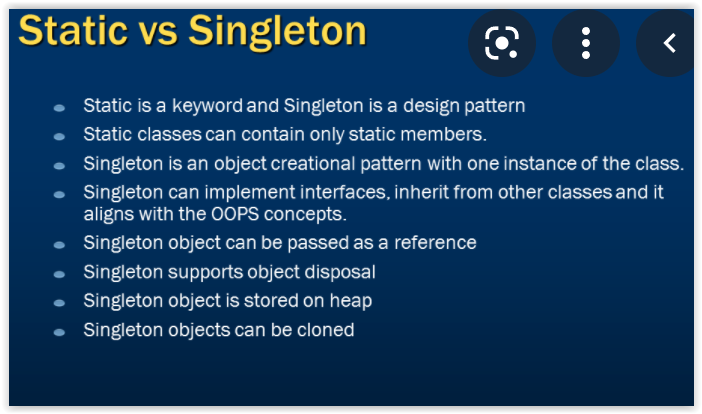 Static vs Singleton
Static is a keyword and Singleton is a design pattern
Static classes can contain only static members.
Singleton is an object creational pattern with one instance of the class.
Singleton can implement interfaces, inherit from other classes and it
aligns with the OOPS concepts.
Singleton object can be passed as a reference
Singleton supports object disposal
Singleton object is stored on heap
Singleton objects can be cloned